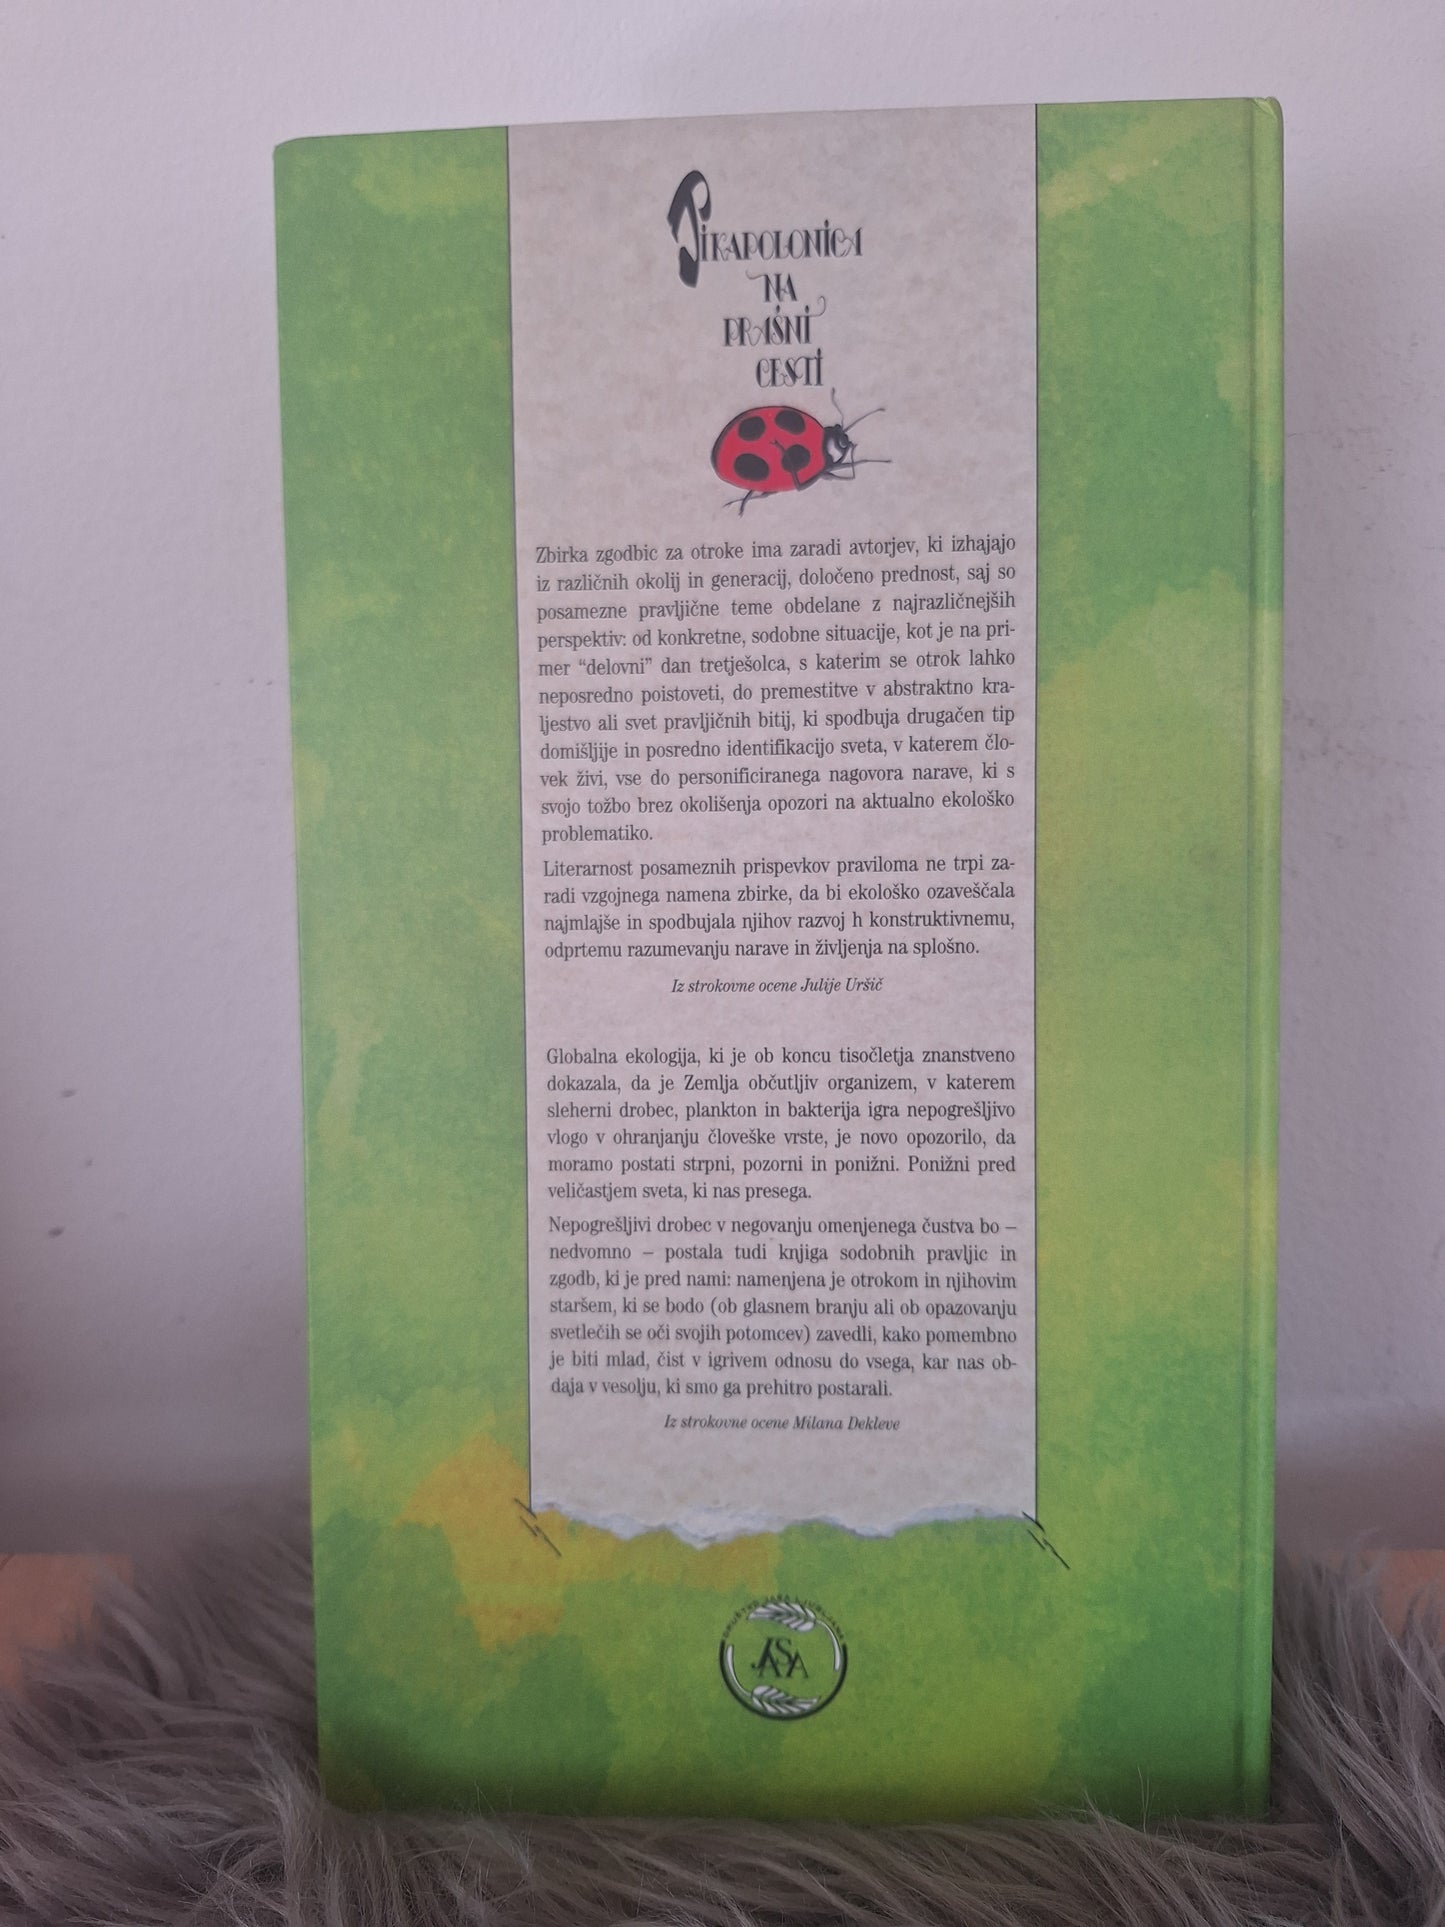 Pikapolonica
na
prašni
cesti
Zbirka zgodbic za otroke ima zaradi avtorjev, ki izhajajo
iz različnih okolij in generacij, določeno prednost, saj so
posamezne pravljične teme obdelane z najrazličnejših
perspektiv: od konkretne, sodobne situacije, kot je na pri-
mer “delovni” dan tretješolca, s katerim se otrok lahko
neposredno poistoveti, do premestitve v abstraktno kra-
ljestvo ali svet pravljičnih bitij, ki spodbuja drugačen tip
domišljije in posredno identifikacijo sveta, v katerem člo-
vek živi, vse do personificiranega nagovora narave, ki s
svojo tožbo brez okolišenja opozori na aktualno ekološko
problematiko.
Literarnost posameznih prispevkov praviloma ne trpi za-
radi vzgojnega namena zbirke, da bi ekološko ozaveščala
najmlajše in spodbujala njihov razvoj h konstruktivnemu,
odprtemu razumevanju narave in življenja na splošno.
Iz strokovne ocene Julije Uršič
Globalna ekologija, ki je ob koncu tisočletja znanstveno
dokazala, da je Zemlja občutljiv organizem, v katerem
sleherni drobec, plankton in bakterija igra nepogrešljivo
vlogo v ohranjanju človeške vrste, je novo opozorilo, da
moramo postati strpni, pozorni in ponižni. Ponižni pred
veličastjem sveta, ki nas presega.
Nepogrešljivi drobec v negovanju omenjenega čustva bo –
nedvomno – postala tudi knjiga sodobnih pravljic in
zgodb, ki je pred nami: namenjena je otrokom in njihovim
staršem, ki se bodo (ob glasnem branju ali ob opazovanju
svetlečih se oči svojih potomcev) zavedli, kako pomembno
je biti mlad, čist v igrivem odnosu do vsega, kar nas ob-
daja v vesolju, ki smo ga prehitro postarali.
Iz strokovne ocene Milana Dekleve
DRUŠTVO JASA LJUBLJANA
JASA